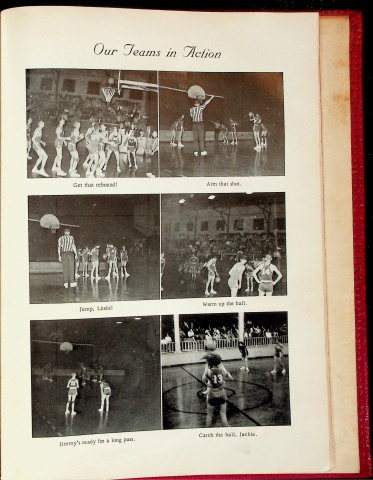 Our Teams in Action
Get that rebound!
Aim that shot.
Jump, Linda!
Warm up the ball.
Jimmy's ready for a long pass.
Catch the ball, Jackie.